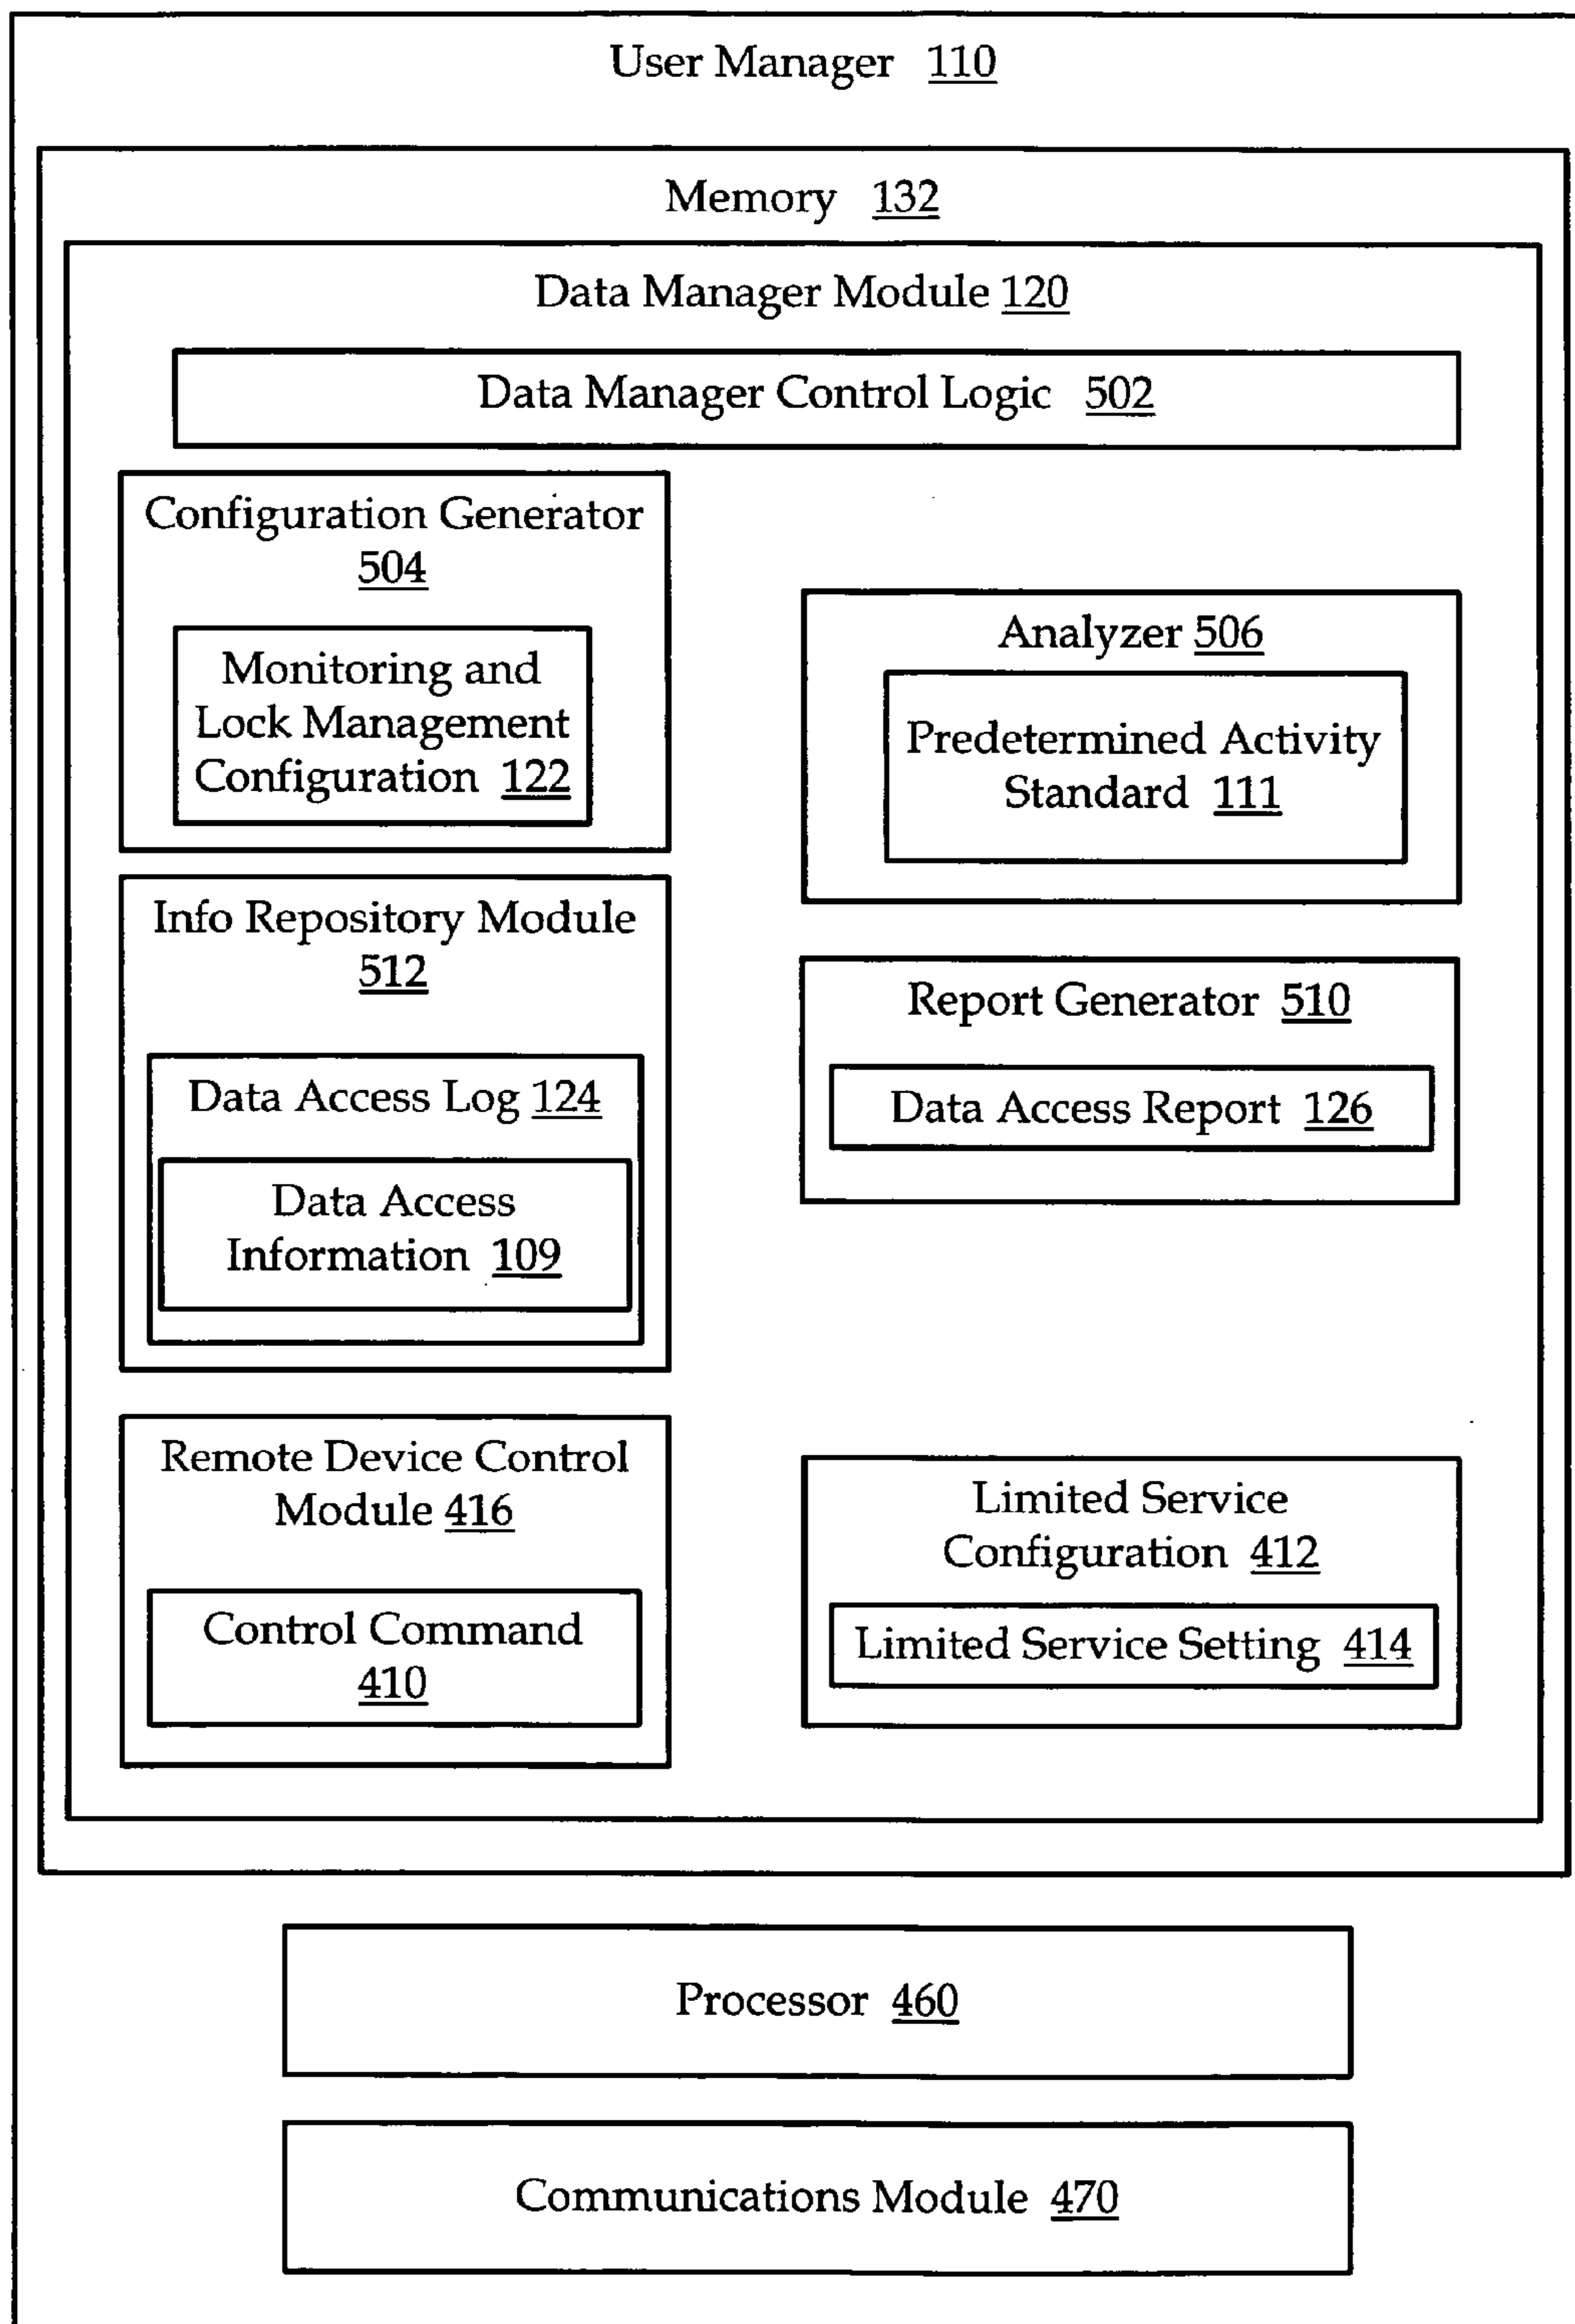 User Manager 110
Memory 132
Data Manager Module 120
Data Manager Control Logic 502
Configuration Generator
504
Monitoring and
Lock Management
Configuration 122
Analyzer 506
Predetermined Activity
Standard 111
Info Repository Module
512
Data Access Log 124
Data Access
Information 109
Report Generator 510
Data Access Report 126
Remote Device Control
Module 416
Control Command
410
Limited Service
Configuration 412
Limited Service Setting 414
Processor 460
Communications Module 470